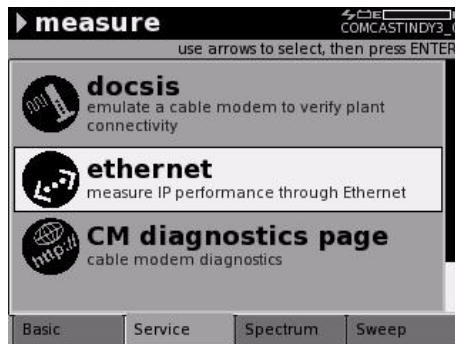 measure
COMCASTINDY3_
use arrows to select, then press ENTER
docsis
emulate a cable modem to verify plant
connectivity
ethernet
measure IP performance through Ethernet
http://
CM diagnostics page
cable modem diagnostics
Basic Service Spectrum Sweep